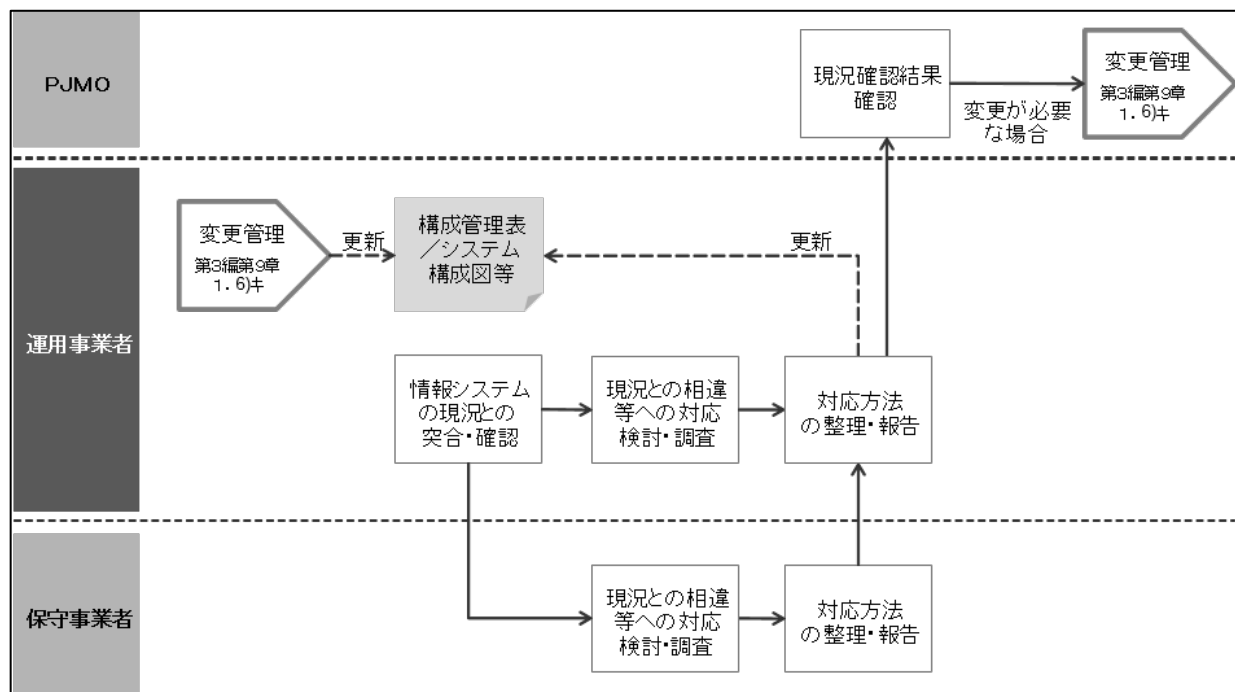 PJMO
現況確認結果
確認
変更が必要
な場合
変更管理
第3編第9章
1. 6)キ
運用事業者
変更管理
第3編第9章
1. 6)キ
更新
構成管理表
／システム
構成図等
更新
情報システム
の現況との
突合・確認
現況との相違
等への対応
検討・調査
対応方法
の整理・報告
保守事業者
現況との相違
等への対応
検討・調査
対応方法
の整理・報告